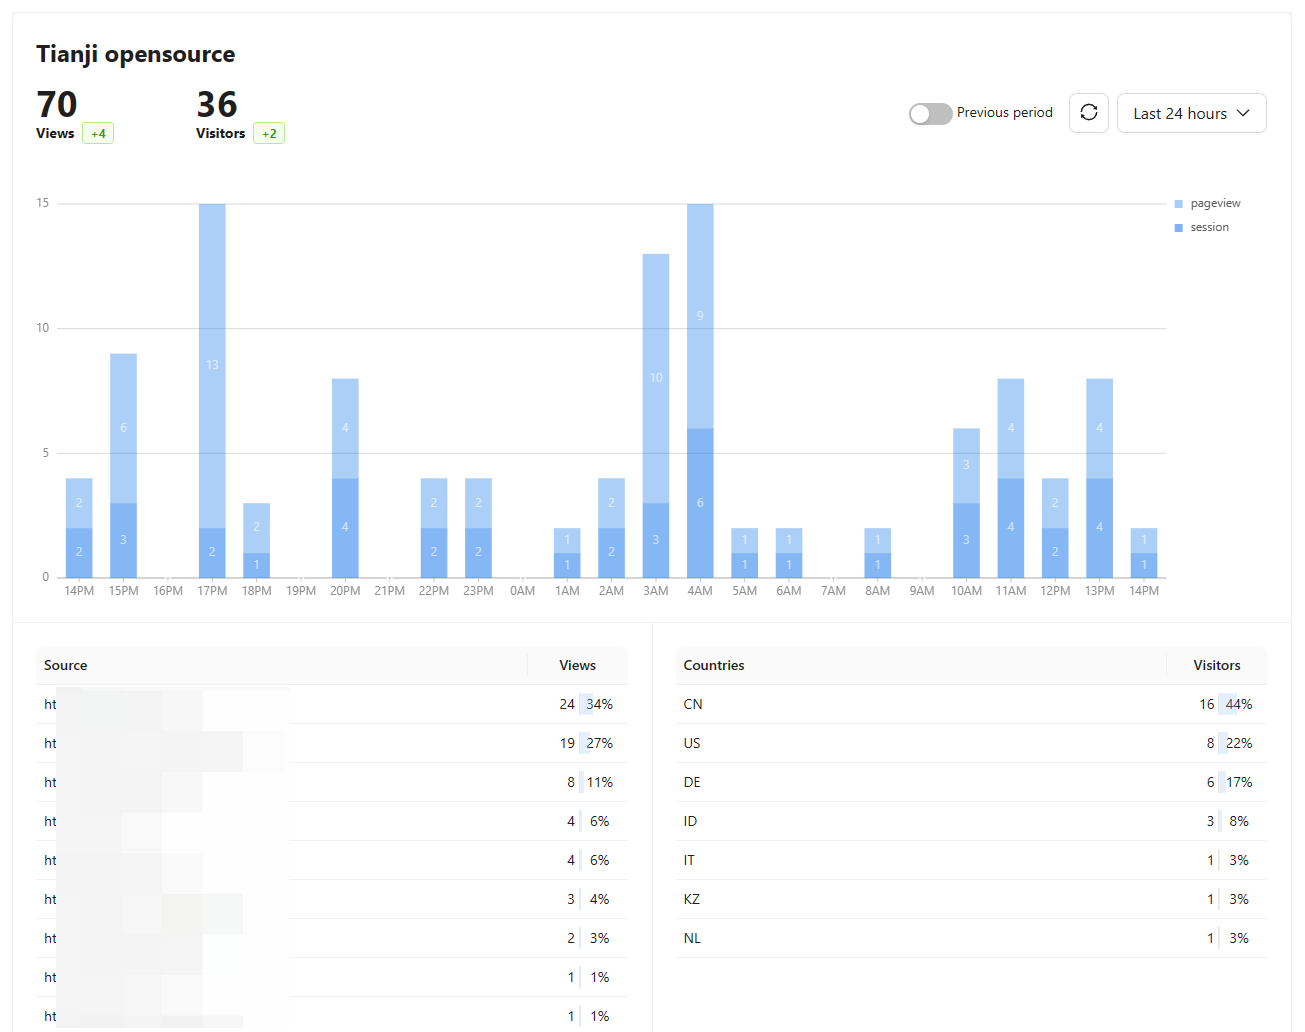 Tianji opensource
70 36
Views +4 Visitors +2
Previous period Last 24 hours
15 pageview
session
10
5
0
9
13
10
6 4 4 4
3
2 2 2 2 2 2
3 4 2 6 3 4 4
2 2 2 2 2 3 2
1 1 1 1 1 1
1 1 1 1 1 1
14PM 15PM 16PM 17PM 18PM 19PM 20PM 21PM 22PM 23PM 0AM 1AM 2AM 3AM 4AM 5AM 6AM 7AM 8AM 9AM 10AM 11AM 12PM 13PM 14PM
Source Views
ht 24 34%
ht 19 27%
ht 8 11%
ht 4 6%
ht 4 6%
ht 3 4%
ht 2 3%
ht 1 1%
ht 1 1%
Countries Visitors
CN 16 44%
US 8 22%
DE 6 17%
ID 3 8%
IT 1 3%
KZ 1 3%
NL 1 3%